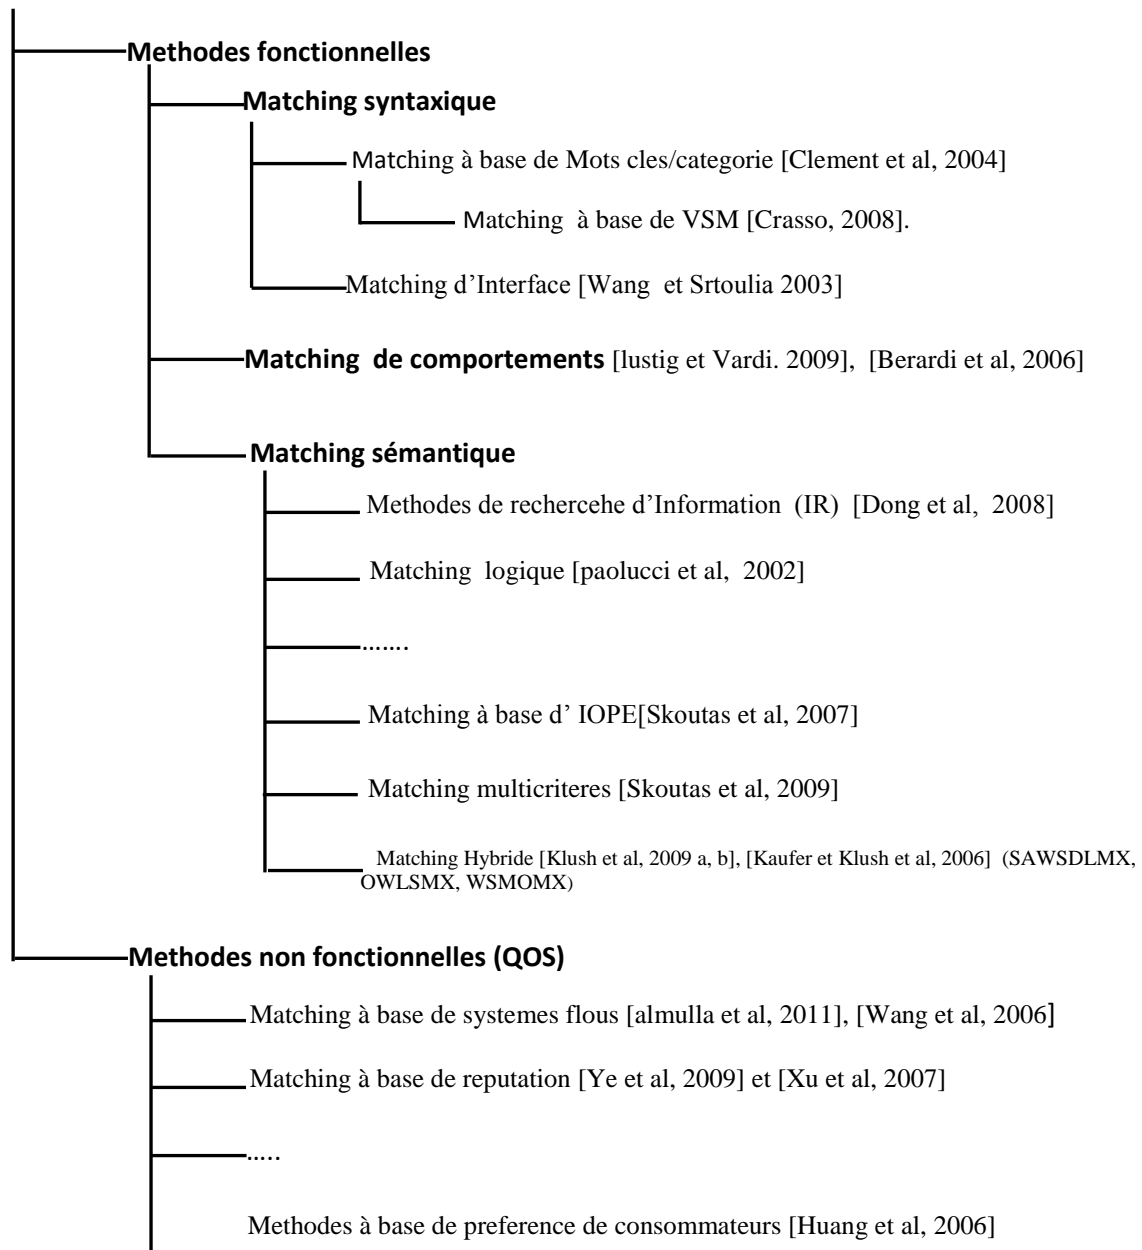 Methodes fonctionnelles
Matching syntaxique
Matching à base de Mots cles/categorie [Clement et al, 2004]
Matching à base de VSM [Crasso, 2008].
Matching d’Interface [Wang et Srtoulia 2003]
Matching de comportements [lustig et Vardi. 2009], [Berardi et al, 2006]
Matching sémantique
Methodes de recherecehe d’Information (IR) [Dong et al, 2008]
Matching logique [paolucci et al, 2002]
…….
Matching à base d’ IOPE[Skoutas et al, 2007]
Matching multicriteres [Skoutas et al, 2009]
Matching Hybride [Klush et al, 2009 a, b], [Kaufer et Klush et al, 2006] (SAWSDLMX,
OWLSMX, WSMOMX)
Methodes non fonctionnelles (QOS)
Matching à base de systemes flous [almulla et al, 2011], [Wang et al, 2006]
Matching à base de reputation [Ye et al, 2009] et [Xu et al, 2007]
…..
Methodes à base de preference de consommateurs [Huang et al, 2006]